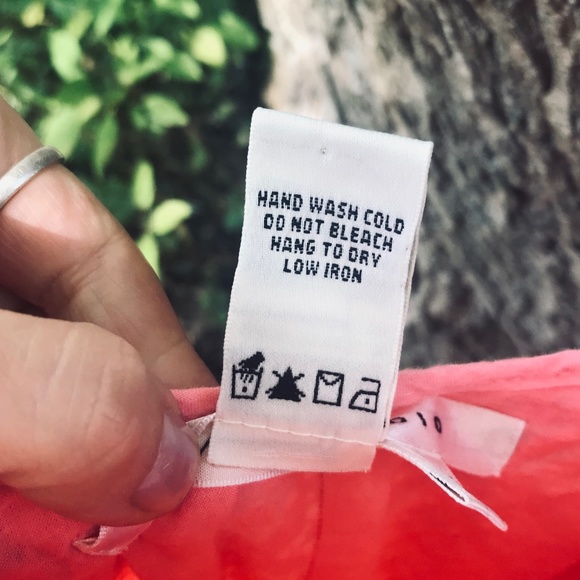 HAND WASH COLD
DO NOT BLEACH
HANG TO DRY
LOW IRON